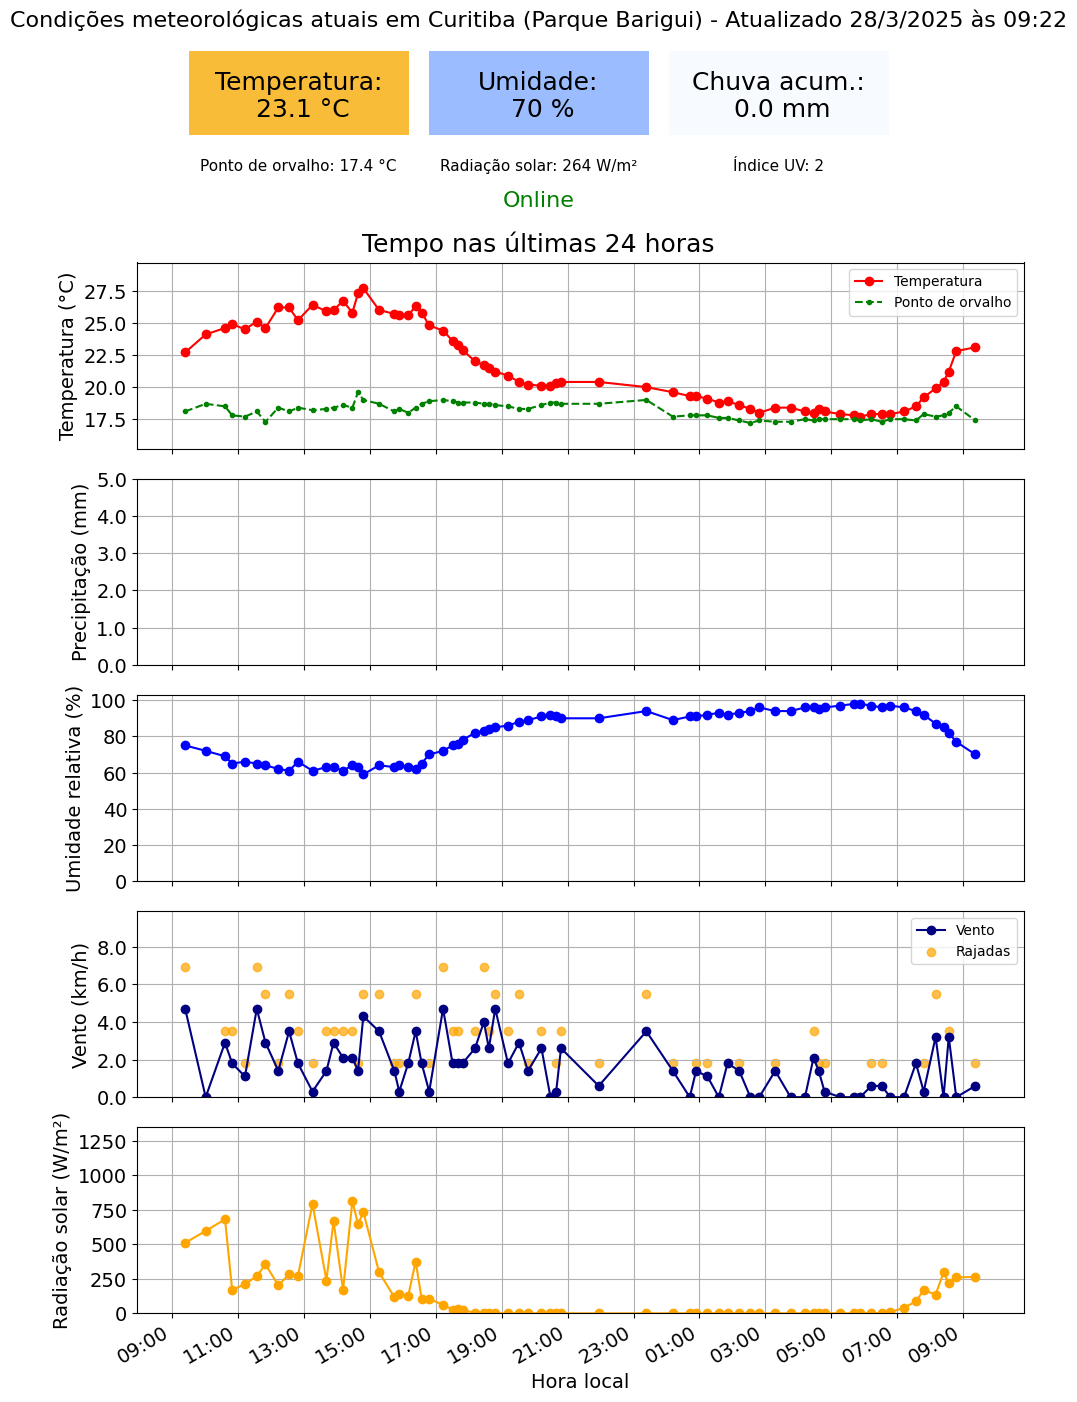 Condições meteorológicas atuais em Curitiba (Parque Barigui) - Atualizado 28/3/2025 às 09:22
Temperatura:
23.1 °C
Umidade:
70 %
Chuva acum.:
0.0 mm
Ponto de orvalho: 17.4 °C
Radiação solar: 264 W/m²
Índice UV: 2
Online
Tempo nas últimas 24 horas
Temperatura (°C)
27.5
25.0
22.5
20.0
17.5
Temperatura
Ponto de orvalho
Precipitação (mm)
5.0
4.0
3.0
2.0
1.0
0.0
Umidade relativa (%)
100
80
60
40
20
0
Vento (km/h)
8.0
6.0
4.0
2.0
0.0
Vento
Rajadas
Radiação solar (W/m²)
1250
1000
750
500
250
0
09:00
11:00
13:00
15:00
17:00
19:00
21:00
23:00
01:00
03:00
05:00
07:00
09:00
Hora local